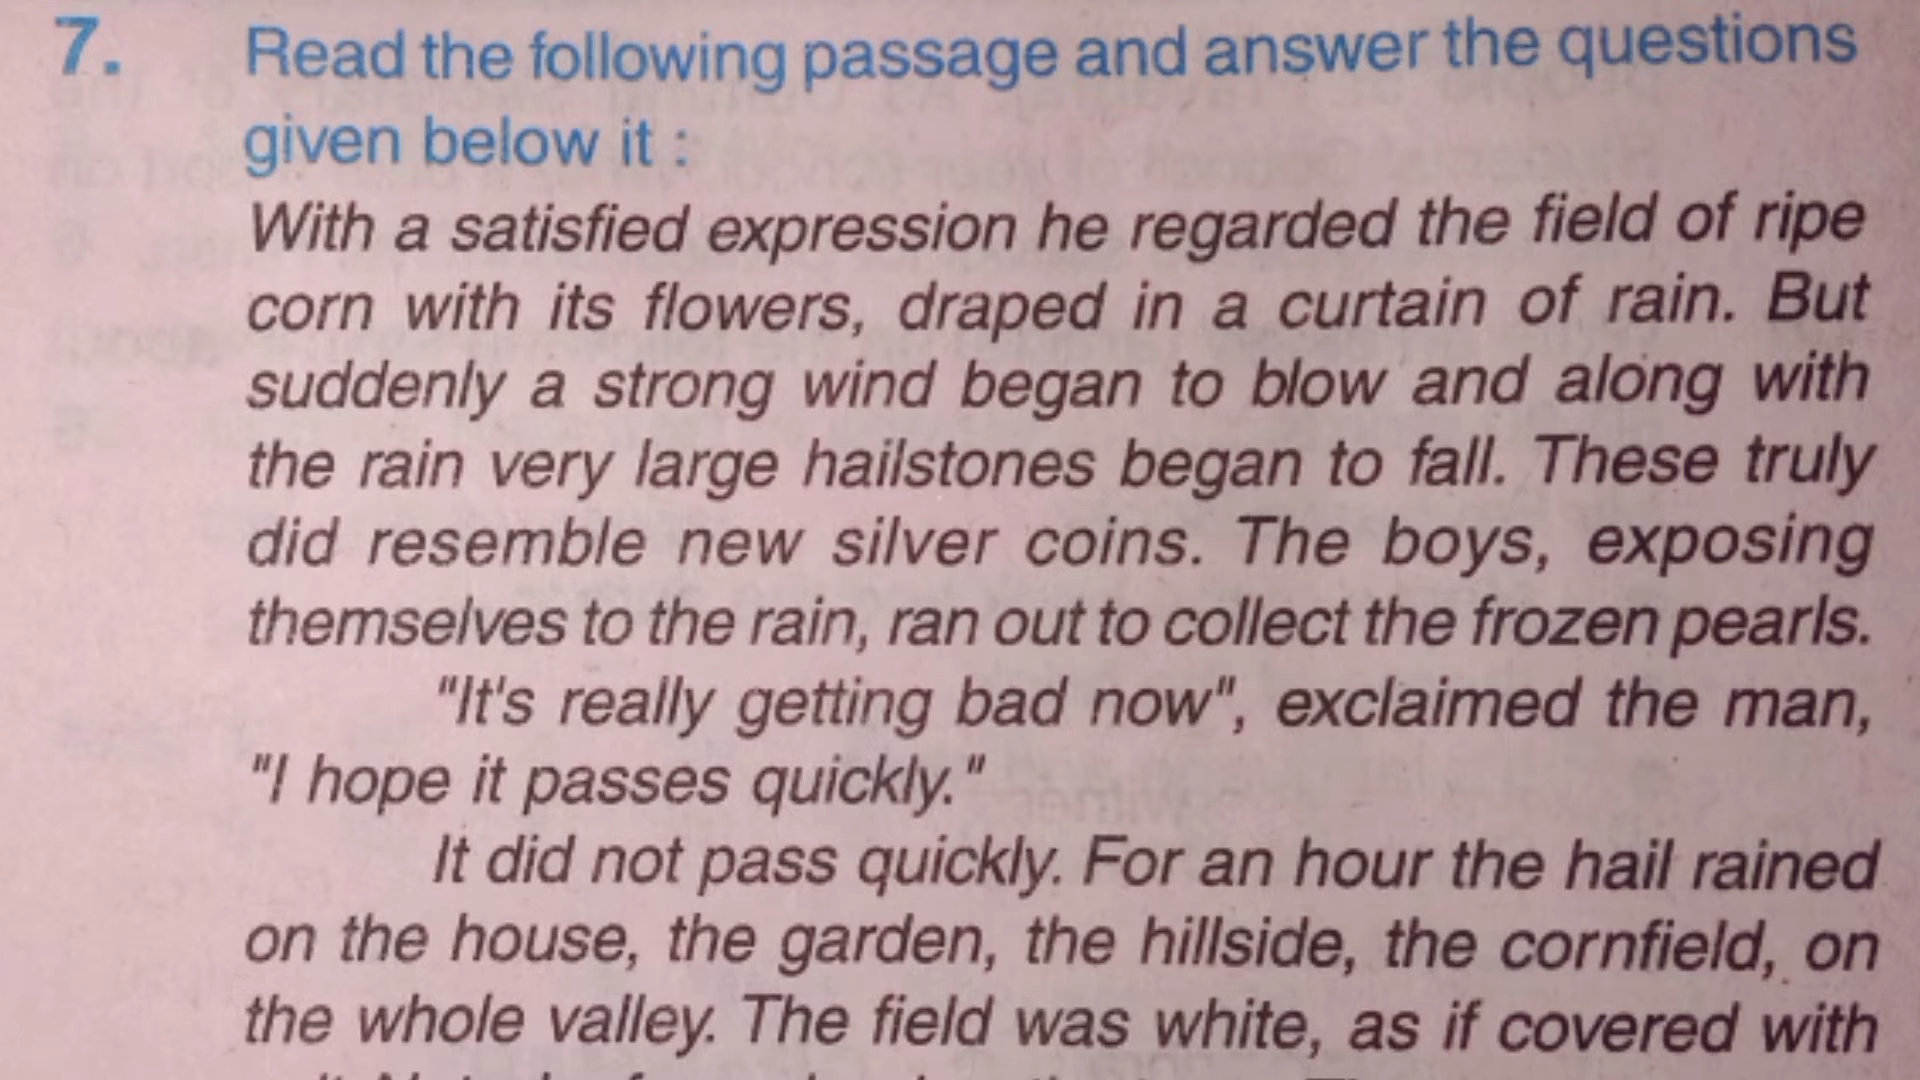 7. Read the following passage and answer the questions
given below it :
With a satisfied expression he regarded the field of ripe
corn with its flowers, draped in a curtain of rain. But
suddenly a strong wind began to blow and along with
the rain very large hailstones began to fall. These truly
did resemble new silver coins. The boys, exposing
themselves to the rain, ran out to collect the frozen pearls.
"It's really getting bad now", exclaimed the man,
"I hope it passes quickly."
It did not pass quickly. For an hour the hail rained
on the house, the garden, the hillside, the cornfield, on
the whole valley. The field was white, as if covered with